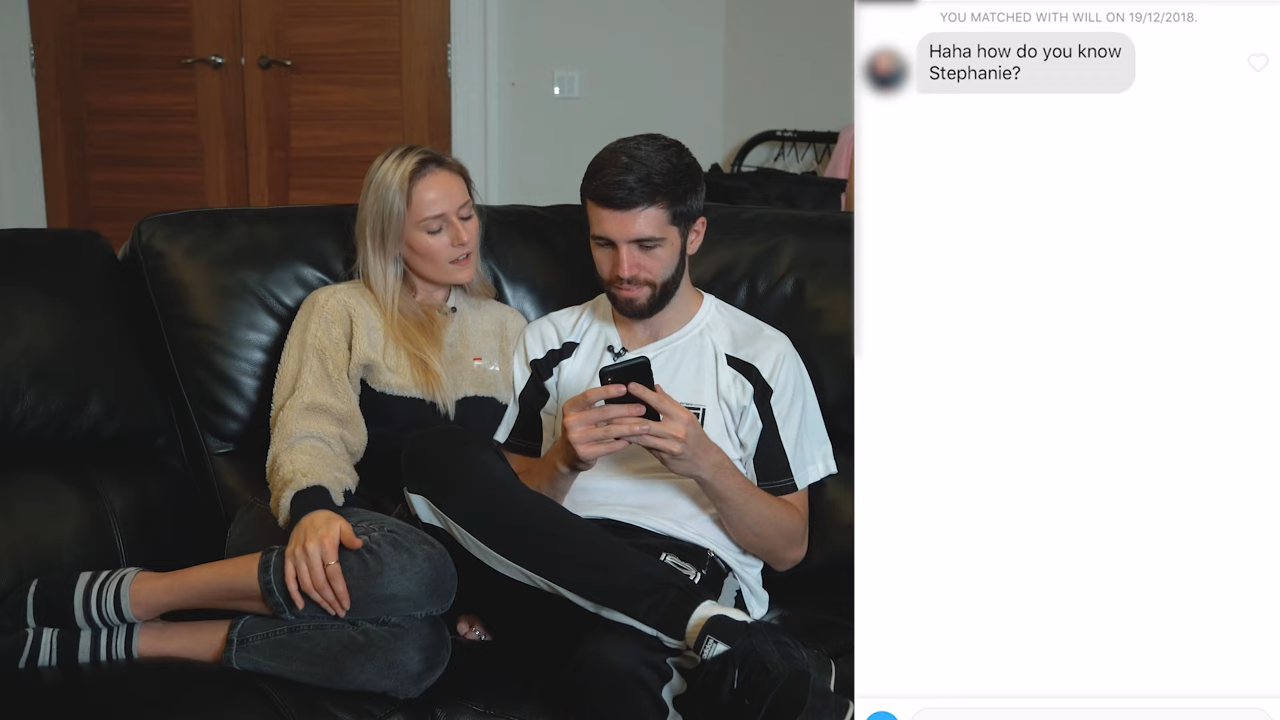 YOU MATCHED WITH WILL ON 19/12/2018.
Haha how do you know
Stephanie?